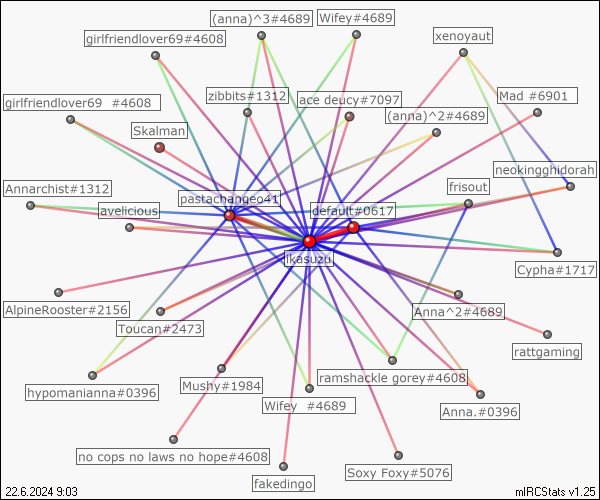 (anna)^3#4689
Wifey#4689
girlfriendlover69#4608
xenoyaut
zibbits#1312
ace deucy#7097
Mad #6901
girlfriendlover69 #4608
(anna)^2#4689
Skalman
neokingghidorah
Annarchist#1312
pastachangeo41
frisout
avelicious
default#0617
ikasuzu
Cypha#1717
AlpineRooster#2156
Anna^2#4689
Toucan#2473
rattgaming
ramshackle gorey#4608
hypomanianna#0396
Mushy#1984
Wifey #4689
Anna.#0396
no cops no laws no hope#4608
Soxy Foxy#5076
fakedingo
22.6.2024 9:03
mIRCStats v1.25